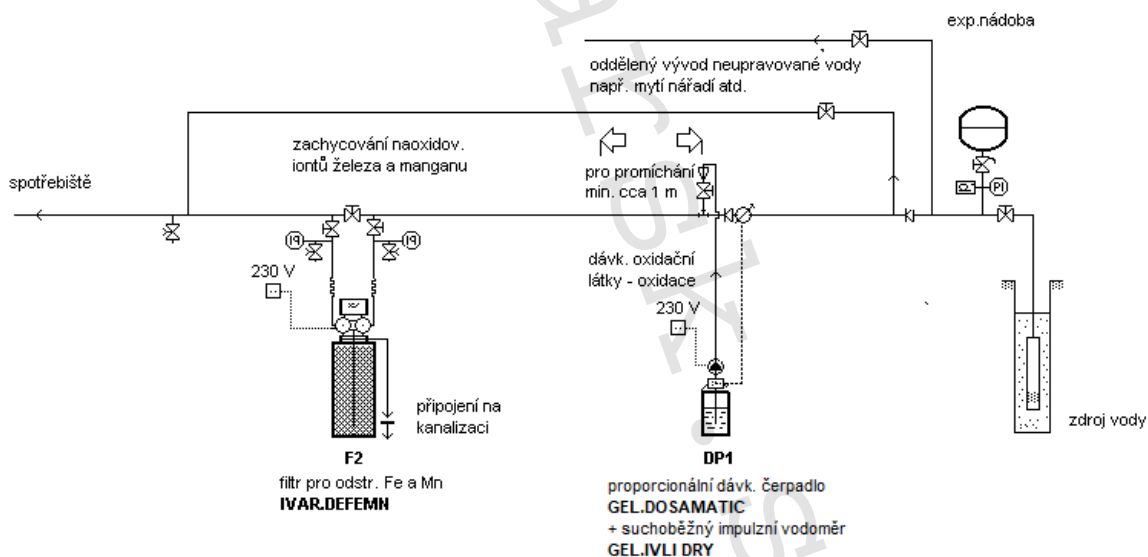 exp.nádoba
oddělený vývod neupravované vody
např. mytí nářadí atd.
zachycování naoxidov.
iontů železa a manganu
pro promíchání
min. cca 1 m
spotřebiště
PI
dávk. oxidační
látky - oxidace
230 V
230 V
připojení na
kanalizaci
zdroj vody
F2
filtr pro odstr. Fe a Mn
IVAR.DEFEMN
DP1
proporcionální dávk. čerpadlo
GEL.DOSAMATIC
+ suchoběžný impulzní vodoměr
GEL.IVLI DRY